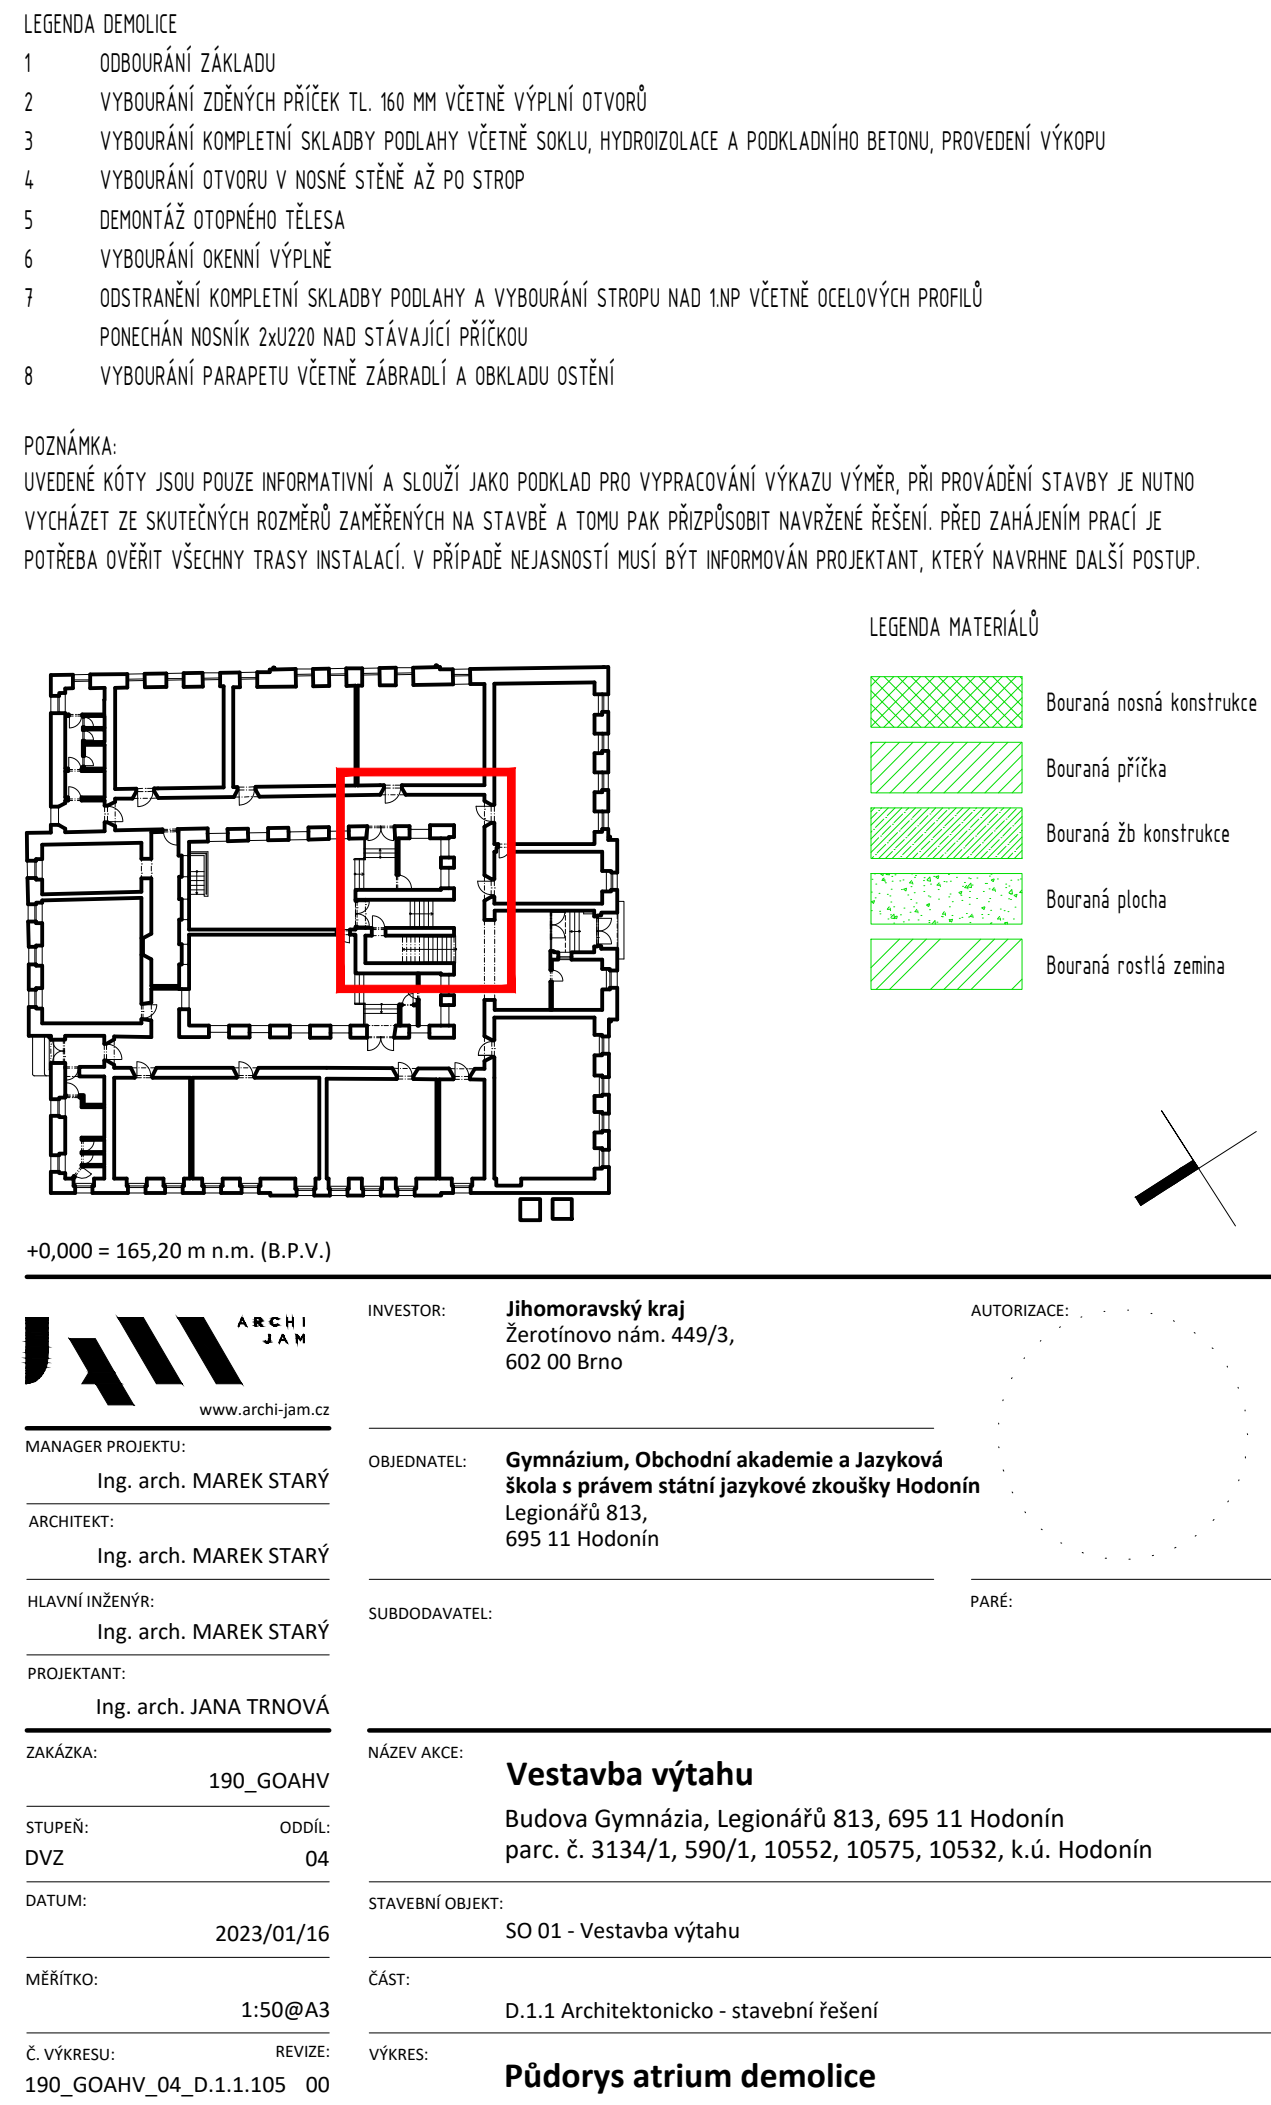 LEGENDA DEMOLICE
1 ODBOURÁNÍ ZÁKLADU
2 VYBOURÁNÍ ZDĚNÝCH PŘÍČEK TL. 160 MM VČETNĚ VÝPLNÍ OTVORŮ
3 VYBOURÁNÍ KOMPLETNÍ SKLADBY PODLAHY VČETNĚ SOKLU, HYDROIZOLACE A PODKLADNÍHO BETONU, PROVEDENÍ VÝKOPU
4 VYBOURÁNÍ OTVORU V NOSNÉ STĚNĚ AŽ PO STROP
5 DEMONTÁŽ OTOPNÉHO TĚLESA
6 VYBOURÁNÍ OKENNÍ VÝPLNĚ
7 ODSTRANĚNÍ KOMPLETNÍ SKLADBY PODLAHY A VYBOURÁNÍ STROPU NAD 1.NP VČETNĚ OCELOVÝCH PROFILŮ
PONECHÁN NOSNÍK 2xU220 NAD STÁVAJÍCÍ PŘÍČKOU
8 VYBOURÁNÍ PARAPETU VČETNĚ ZÁBRADLÍ A OBKLADU OSTĚNÍ
POZNÁMKA:
UVEDENÉ KÓTY JSOU POUZE INFORMATIVNÍ A SLOUŽÍ JAKO PODKLAD PRO VYPRACOVÁNÍ VÝKAZU VÝMĚR, PŘI PROVÁDĚNÍ STAVBY JE NUTNO
VYCHÁZET ZE SKUTEČNÝCH ROZMĚRŮ ZAMĚŘENÝCH NA STAVBĚ A TOMU PAK PŘIZPŮSOBIT NAVRŽENÉ ŘEŠENÍ. PŘED ZAHÁJENÍM PRACÍ JE
POTŘEBA OVĚŘIT VŠECHNY TRASY INSTALACÍ. V PŘÍPADĚ NEJASNOSTÍ MUSÍ BÝT INFORMOVÁN PROJEKTANT, KTERÝ NAVRHNE DALŠÍ POSTUP.
LEGENDA MATERIÁLŮ
Bouraná nosná konstrukce
Bouraná příčka
Bouraná žb konstrukce
Bouraná plocha
Bouraná rostlá zemina
+0,000 = 165,20 m n.m. (B.P.V.)
JAM
ARCHI
JAM
www.archi-jam.cz
MANAGER PROJEKTU:
Ing. arch. MAREK STARÝ
ARCHITEKT:
Ing. arch. MAREK STARÝ
HLAVNÍ INŽENÝR:
Ing. arch. MAREK STARÝ
PROJEKTANT:
Ing. arch. JANA TRNOVÁ
INVESTOR:
Jihomoravský kraj
Žerotínovo nám. 449/3,
602 00 Brno
AUTORIZACE:
OBJEDNATEL:
Gymnázium, Obchodní akademie a Jazyková
škola s právem státní jazykové zkoušky Hodonín
Legionářů 813,
695 11 Hodonín
SUBDODAVATEL:
PARÉ:
ZAKÁZKA:
190_GOAHV
STUPEŇ: ODDÍL:
DVZ 04
DATUM:
2023/01/16
MĚŘÍTKO:
1:50@A3
Č. VÝKRESU: REVIZE:
190_GOAHV_04_D.1.1.105 00
NÁZEV AKCE:
Vestavba výtahu
Budova Gymnázia, Legionářů 813, 695 11 Hodonín
parc. č. 3134/1, 590/1, 10552, 10575, 10532, k.ú. Hodonín
STAVEBNÍ OBJEKT:
SO 01 - Vestavba výtahu
ČÁST:
D.1.1 Architektonicko - stavební řešení
VÝKRES:
Půdorys atrium demolice